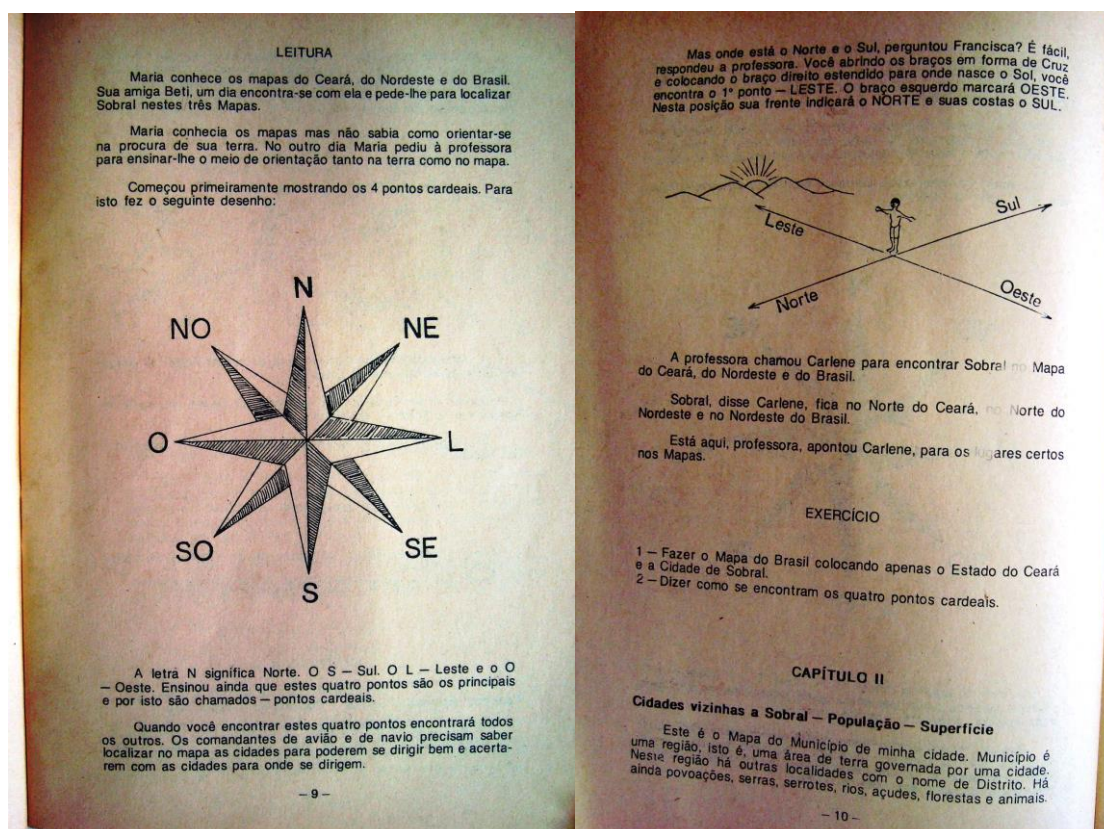 LEITURA
Maria conhece os mapas do Ceará, do Nordeste e do Brasil.
Sua amiga Beti, um dia encontra-se com ela e pede-lhe para localizar
Sobral nestes três Mapas.
Maria conhecia os mapas mas não sabia como orientar-se
na procura de sua terra. No outro dia Maria pediu à professora
para ensinar-lhe o meio de orientação tanto na terra como no mapa.
Começou primeiramente mostrando os 4 pontos cardeais. Para
isto fez o seguinte desenho:
N
NO
NE
O
L
SO
SE
S
A letra N significa Norte. O S – Sul. O L – Leste e o O
– Oeste. Ensinou ainda que estes quatro pontos são os principais
e por isto são chamados – pontos cardeais.
Quando você encontrar estes quatro pontos encontrará todos
os outros. Os comandantes de avião e de navio precisam saber
localizar no mapa as cidades para poderem se dirigir bem e acerta-
rem com as cidades para onde se dirigem.
– 9 –
Mas onde está o Norte e o Sul, perguntou Francisca? É fácil,
respondeu a professora. Você abrindo os braços em forma de Cruz
e colocando o braço direito estendido para onde nasce o Sol, você
encontra o 1º ponto – LESTE. O braço esquerdo marcará OESTE.
Nesta posição sua frente indicará o NORTE e suas costas o SUL.
Leste
Sul
Norte
Oeste
A professora chamou Carlene para encontrar Sobral no Mapa
do Ceará, do Nordeste e do Brasil.
Sobral, disse Carlene, fica no Norte do Ceará, no Norte do
Nordeste e no Nordeste do Brasil.
Está aqui, professora, apontou Carlene, para os lugares certos
nos Mapas.
EXERCÍCIO
1 – Fazer o Mapa do Brasil colocando apenas o Estado do Ceará
e a Cidade de Sobral.
2 – Dizer como se encontram os quatro pontos cardeais.
CAPÍTULO II
Cidades vizinhas a Sobral – População – Superfície
Este é o Mapa do Município de minha cidade. Município é
uma região, isto é, uma área de terra governada por uma cidade.
Neste região há outras localidades com o nome de Distrito. Há
ainda povoações, serras, serrotes, rios, açudes, florestas e animais.
– 10 –